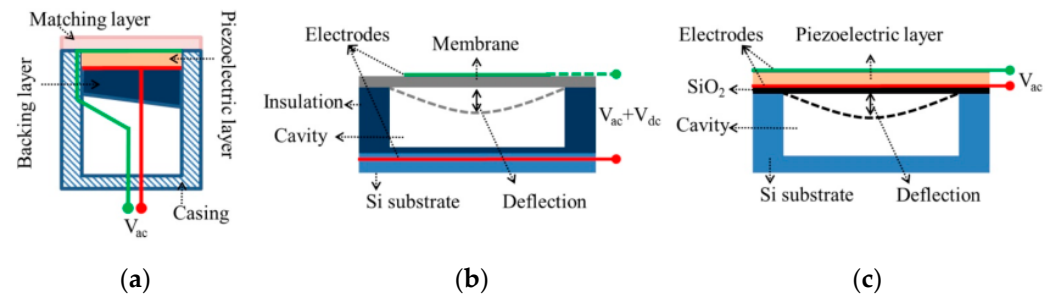 Matching layer
Backing layer
Piezoelectric layer
Casing
Vac
(a)
Electrodes
Membrane
Insulation
Cavity
Vac+Vdc
Si substrate
Deflection
(b)
Electrodes
Piezoelectric layer
SiO2
Cavity
Vac
Si substrate
Deflection
(c)